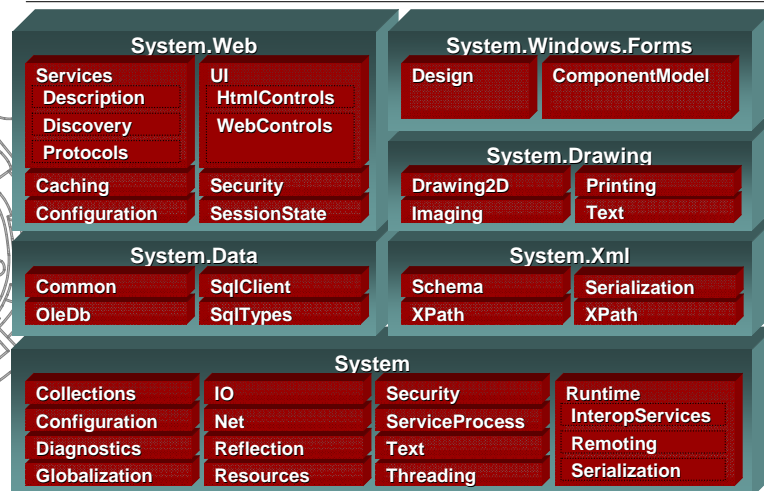 System.Web
Services
Description
Discovery
Protocols
UI
HtmlControls
WebControls
Caching
Security
Configuration
SessionState
System.Windows.Forms
Design
ComponentModel
System.Drawing
Drawing2D
Printing
Imaging
Text
System.Data
Common
SqlClient
OleDb
SqlTypes
System.Xml
Schema
Serialization
XPath
XPath
System
Collections
Configuration
Diagnostics
Globalization
IO
Net
Reflection
Resources
Security
ServiceProcess
Text
Threading
Runtime
InteropServices
Remoting
Serialization